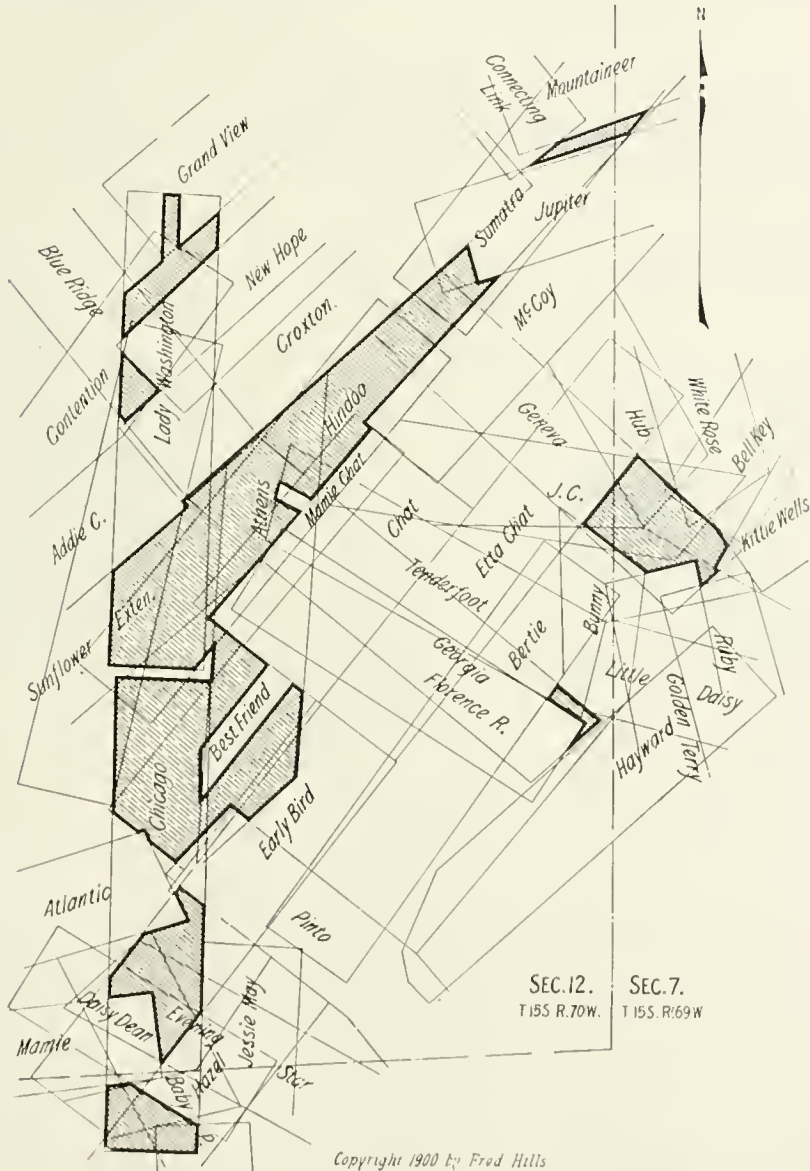 N
Connecting
Link
Mountaineer
Grand View
Sumatra
Jupiter
Blue Ridge
New Hope
Lady Washington
Croxton.
McCoy
Contention
Hindoo
Geneva
Hub
White Rose
Bell Key
Mamie Chat
Athens
Chat
J.C.
Etta Chat
Addie C.
Kittie Wells
Tenderfoot
Exten.
Sunflower
Bertie
Bunny
Georgia
Florence R.
Little
Ruby
Daisy
Golden Terry
Hayward
Best Friend
Chicago
Early Bird
Atlantic
Pinto
SEC. 12.
T 15S R. 70W.
SEC. 7.
T 15S. R. 69W
Daisy Dean
Evening
Star
Jessie May
Mamie
Baby
Hazel
P.
Copyright 1900 by Fred Hills